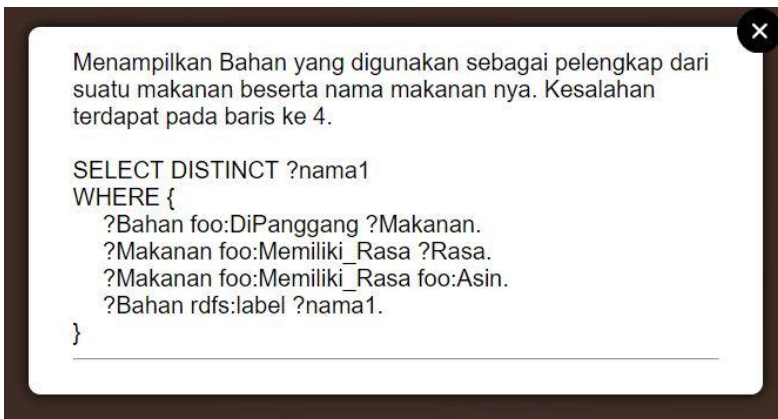 Menampilkan Bahan yang digunakan sebagai pelengkap dari
suatu makanan beserta nama makanan nya. Kesalahan
terdapat pada baris ke 4.
SELECT DISTINCT ?nama1
WHERE {
?Bahan foo:DiPanggang ?Makanan.
?Makanan foo:Memiliki_Rasa ?Rasa.
?Makanan foo:Memiliki_Rasa foo:Asin.
?Bahan rdfs:label ?nama1.
}